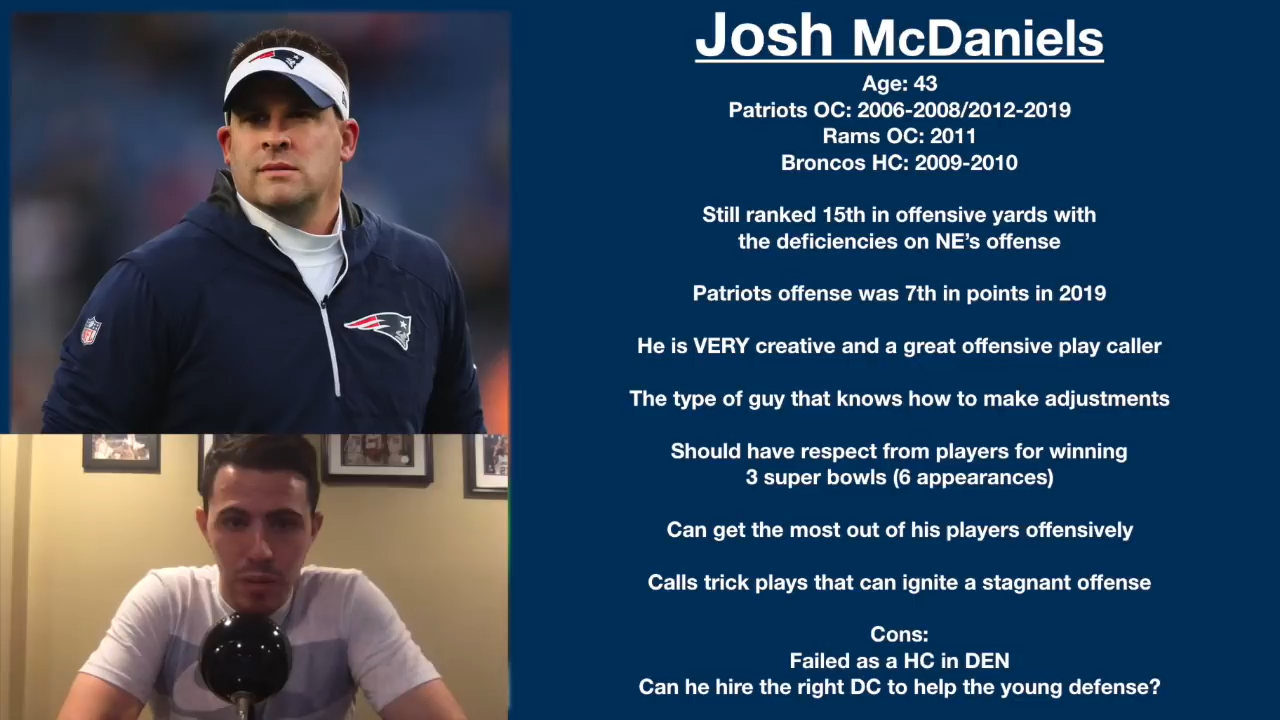 Josh McDaniels
Age: 43
Patriots OC: 2006-2008/2012-2019
Rams OC: 2011
Broncos HC: 2009-2010
Still ranked 15th in offensive yards with
the deficiencies on NE’s offense
Patriots offense was 7th in points in 2019
He is VERY creative and a great offensive play caller
The type of guy that knows how to make adjustments
Should have respect from players for winning
3 super bowls (6 appearances)
Can get the most out of his players offensively
Calls trick plays that can ignite a stagnant offense
Cons:
Failed as a HC in DEN
Can he hire the right DC to help the young defense?